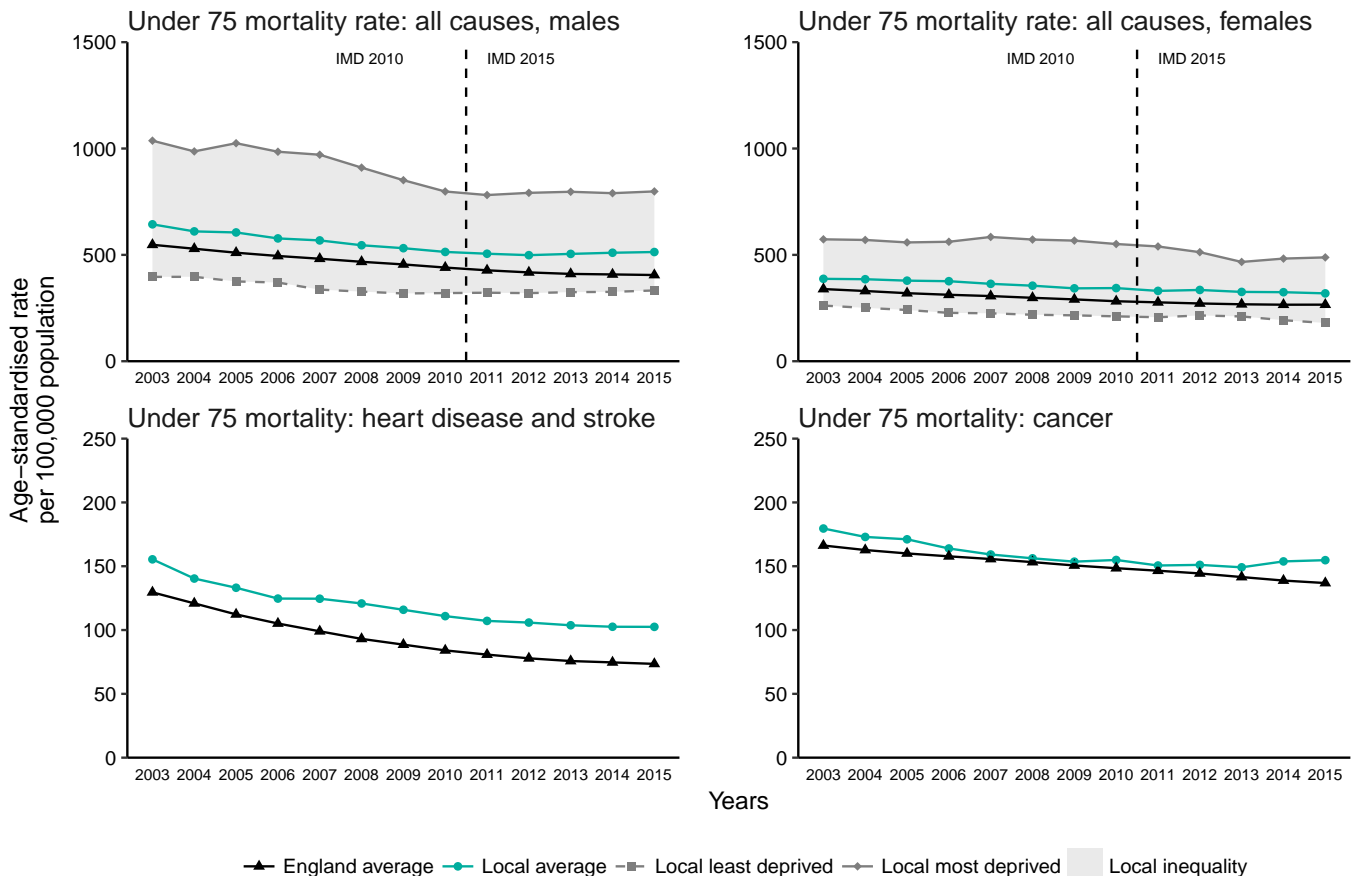 Under 75 mortality rate: all causes, males
1500
1000
500
0
IMD 2010
IMD 2015
2003 2004 2005 2006 2007 2008 2009 2010 2011 2012 2013 2014 2015
Under 75 mortality rate: all causes, females
1500
1000
500
0
IMD 2010
IMD 2015
2003 2004 2005 2006 2007 2008 2009 2010 2011 2012 2013 2014 2015
Age−standardised rate
per 100,000 population
Under 75 mortality: heart disease and stroke
250
200
150
100
50
0
2003 2004 2005 2006 2007 2008 2009 2010 2011 2012 2013 2014 2015
Under 75 mortality: cancer
250
200
150
100
50
0
2003 2004 2005 2006 2007 2008 2009 2010 2011 2012 2013 2014 2015
Years
England average Local average Local least deprived Local most deprived Local inequality